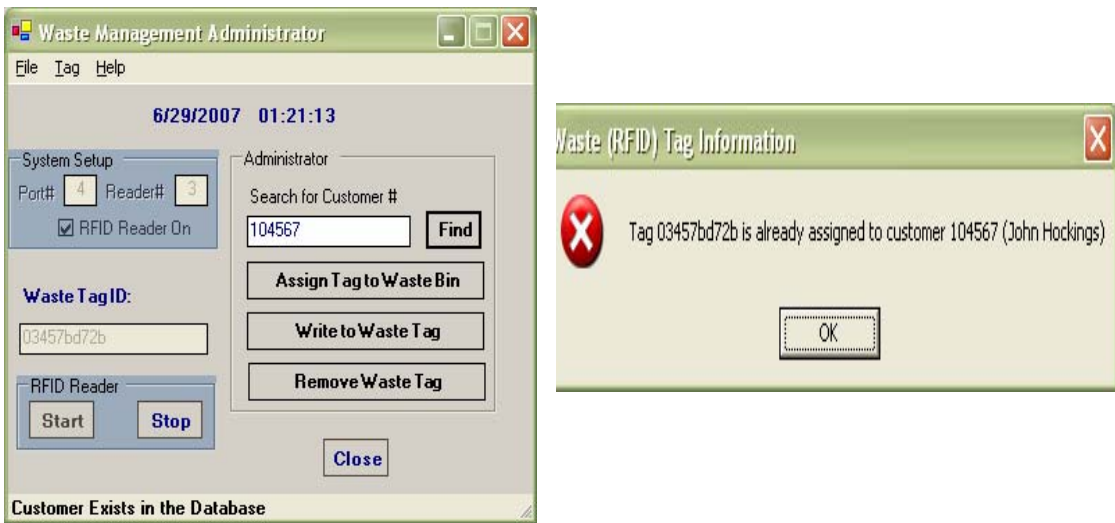 Waste Management Administrator
File Tag Help
6/29/2007 01:21:13
System Setup
Port# 4 Reader# 3
RFID Reader On
Waste Tag ID:
03457bd72b
RFID Reader
Start Stop
Administrator
Search for Customer #
104567 Find
Assign Tag to Waste Bin
Write to Waste Tag
Remove Waste Tag
Close
Customer Exists in the Database
Waste (RFID) Tag Information
Tag 03457bd72b is already assigned to customer 104567 (John Hockings)
OK